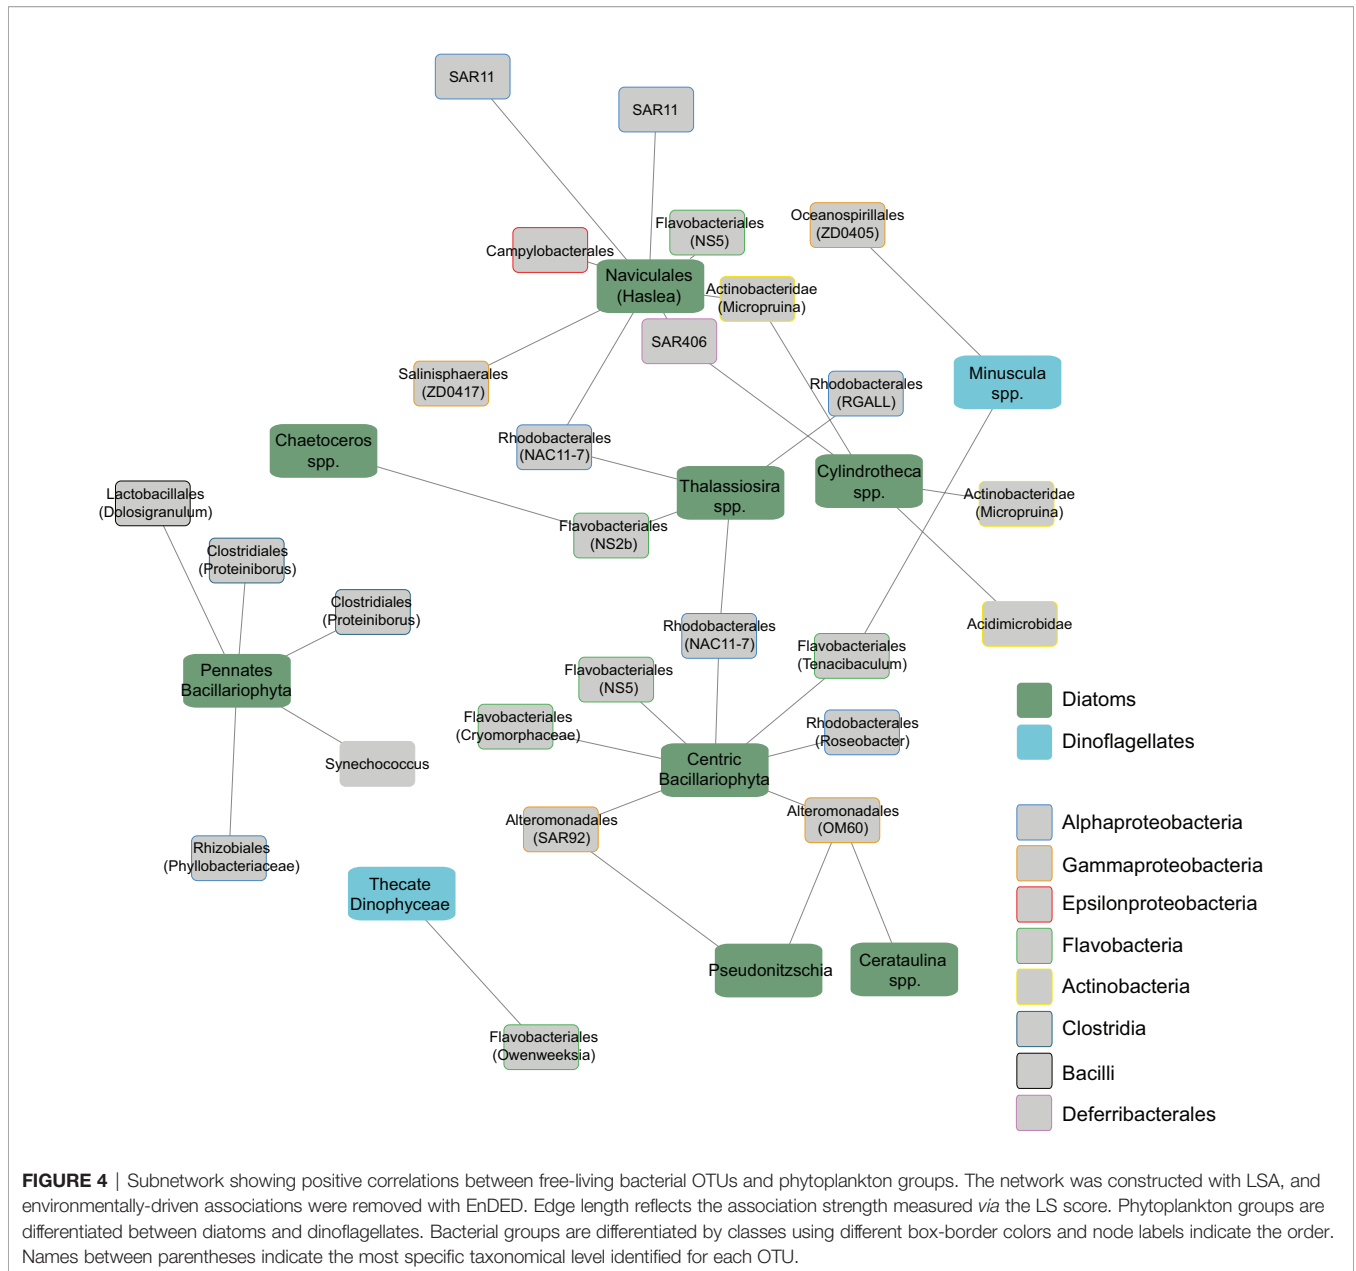 SAR11
SAR11
Flavobacteriales
(NS5)
Oceanospirillales
(ZD0405)
Campylobacterales
Naviculales
(Haslea)
Actinobacteridae
(Micropruina)
SAR406
Salinisphaerales
(ZD0417)
Rhodobacterales
(RGALL)
Minuscula
spp.
Chaetoceros
spp.
Rhodobacterales
(NAC11-7)
Thalassiosira
spp.
Cylindrotheca
spp.
Lactobacillales
(Dolosigranulum)
Actinobacteridae
(Micropruina)
Flavobacteriales
(NS2b)
Clostridiales
(Proteiniborus)
Clostridiales
(Proteiniborus)
Acidimicrobidae
Rhodobacterales
(NAC11-7)
Flavobacteriales
(Tenacibaculum)
Pennates
Bacillariophyta
Flavobacteriales
(NS5)
Flavobacteriales
(Cryomorphaceae)
Rhodobacterales
(Roseobacter)
Synechococcus
Centric
Bacillariophyta
Alteromonadales
(SAR92)
Alteromonadales
(OM60)
Rhizobiales
(Phyllobacteriaceae)
Thecate
Dinophyceae
Pseudonitzschia
Cerataulina
spp.
Flavobacteriales
(Owenweeksia)
Diatoms
Dinoflagellates
Alphaproteobacteria
Gammaproteobacteria
Epsilonproteobacteria
Flavobacteria
Actinobacteria
Clostridia
Bacilli
Deferribacterales
FIGURE 4 | Subnetwork showing positive correlations between free-living bacterial OTUs and phytoplankton groups. The network was constructed with LSA, and
environmentally-driven associations were removed with EnDED. Edge length reflects the association strength measured via the LS score. Phytoplankton groups are
differentiated between diatoms and dinoflagellates. Bacterial groups are differentiated by classes using different box-border colors and node labels indicate the order.
Names between parentheses indicate the most specific taxonomical level identified for each OTU.